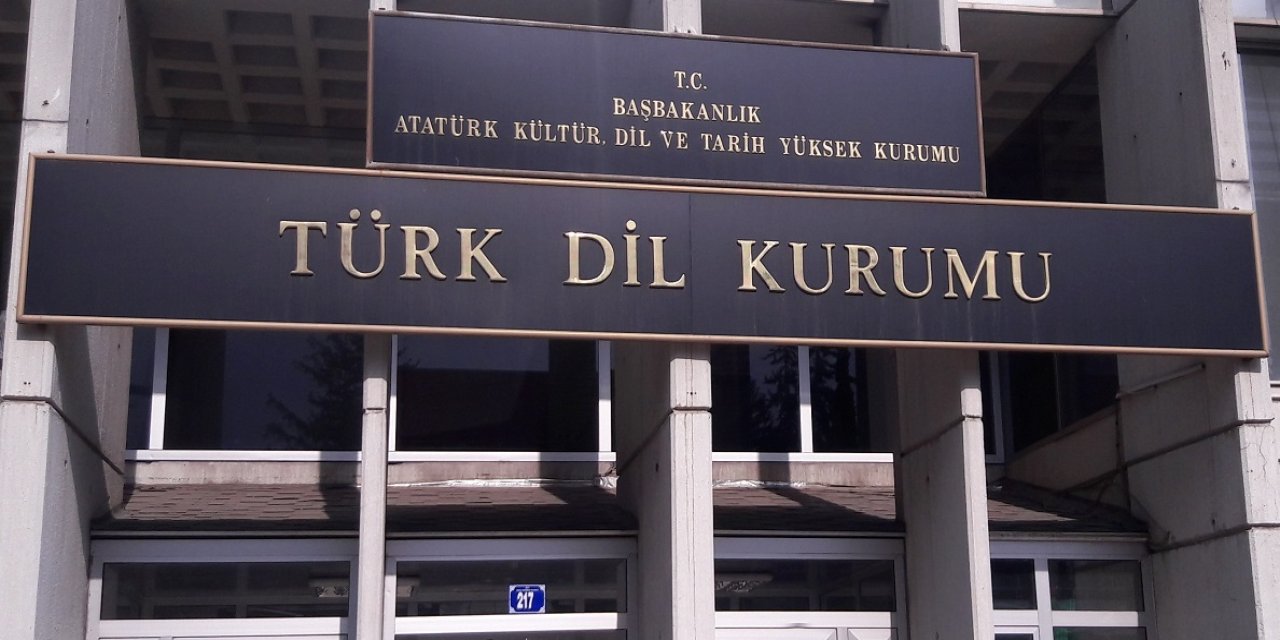 T.C.
BAŞBAKANLIK
ATATÜRK KÜLTÜR, DİL VE TARİH YÜKSEK KURUMU
TÜRK DİL KURUMU
217